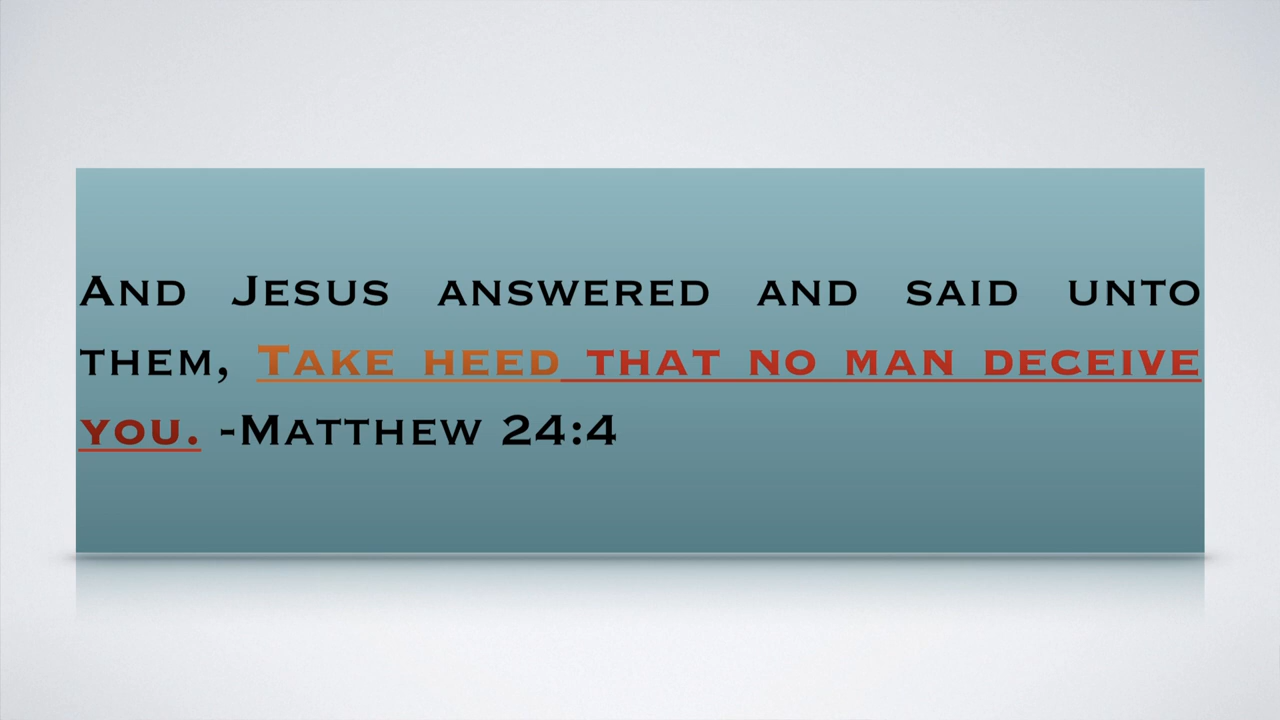 And Jesus answered and said unto
them, Take heed that no man deceive
you. -Matthew 24:4